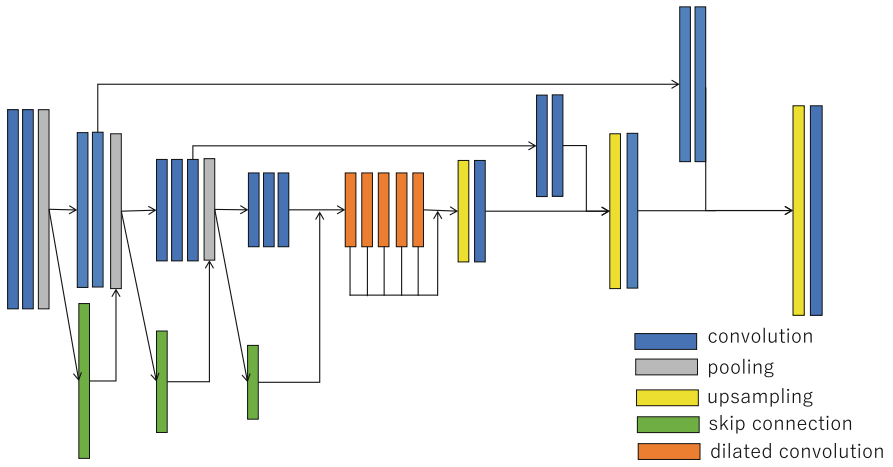 convolution
pooling
upsampling
skip connection
dilated convolution